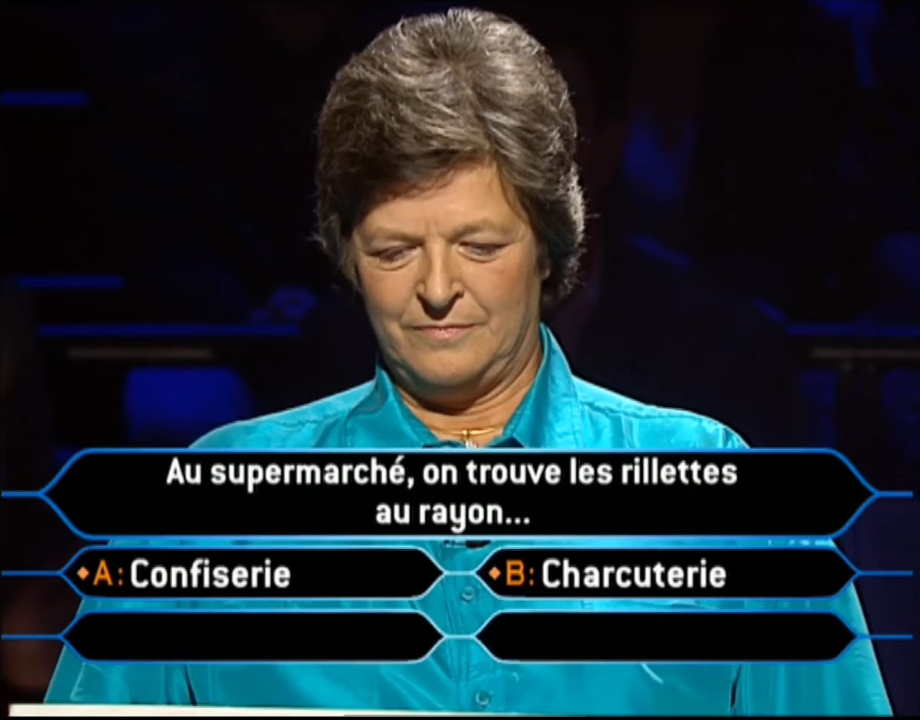 Au supermarché, on trouve les rillettes
au rayon...
A: Confiserie
B: Charcuterie